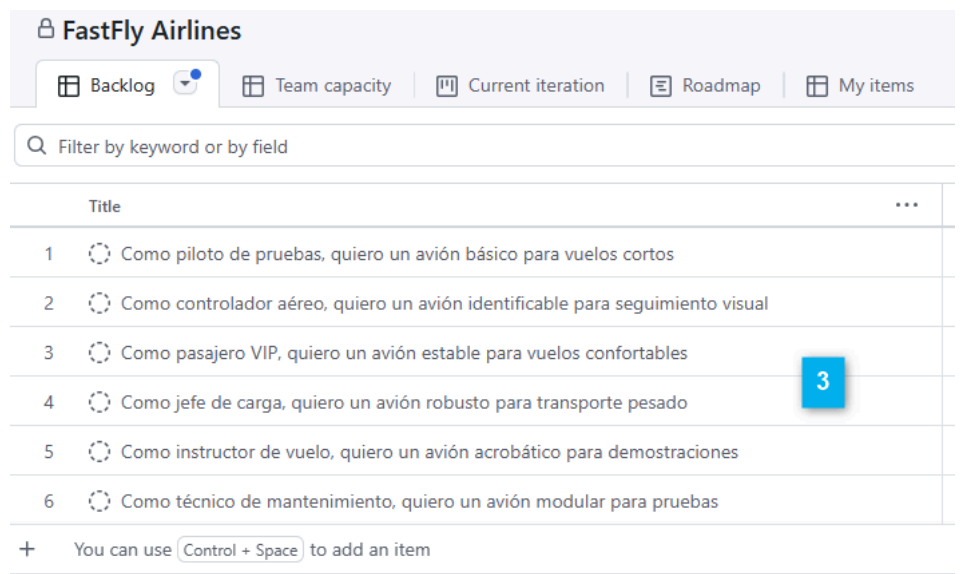 FastFly Airlines
Backlog Team capacity Current iteration Roadmap My items
Filter by keyword or by field
Title ...
1 Como piloto de pruebas, quiero un avión básico para vuelos cortos
2 Como controlador aéreo, quiero un avión identificable para seguimiento visual
3 Como pasajero VIP, quiero un avión estable para vuelos confortables
3
4 Como jefe de carga, quiero un avión robusto para transporte pesado
5 Como instructor de vuelo, quiero un avión acrobático para demostraciones
6 Como técnico de mantenimiento, quiero un avión modular para pruebas
+ You can use Control + Space to add an item